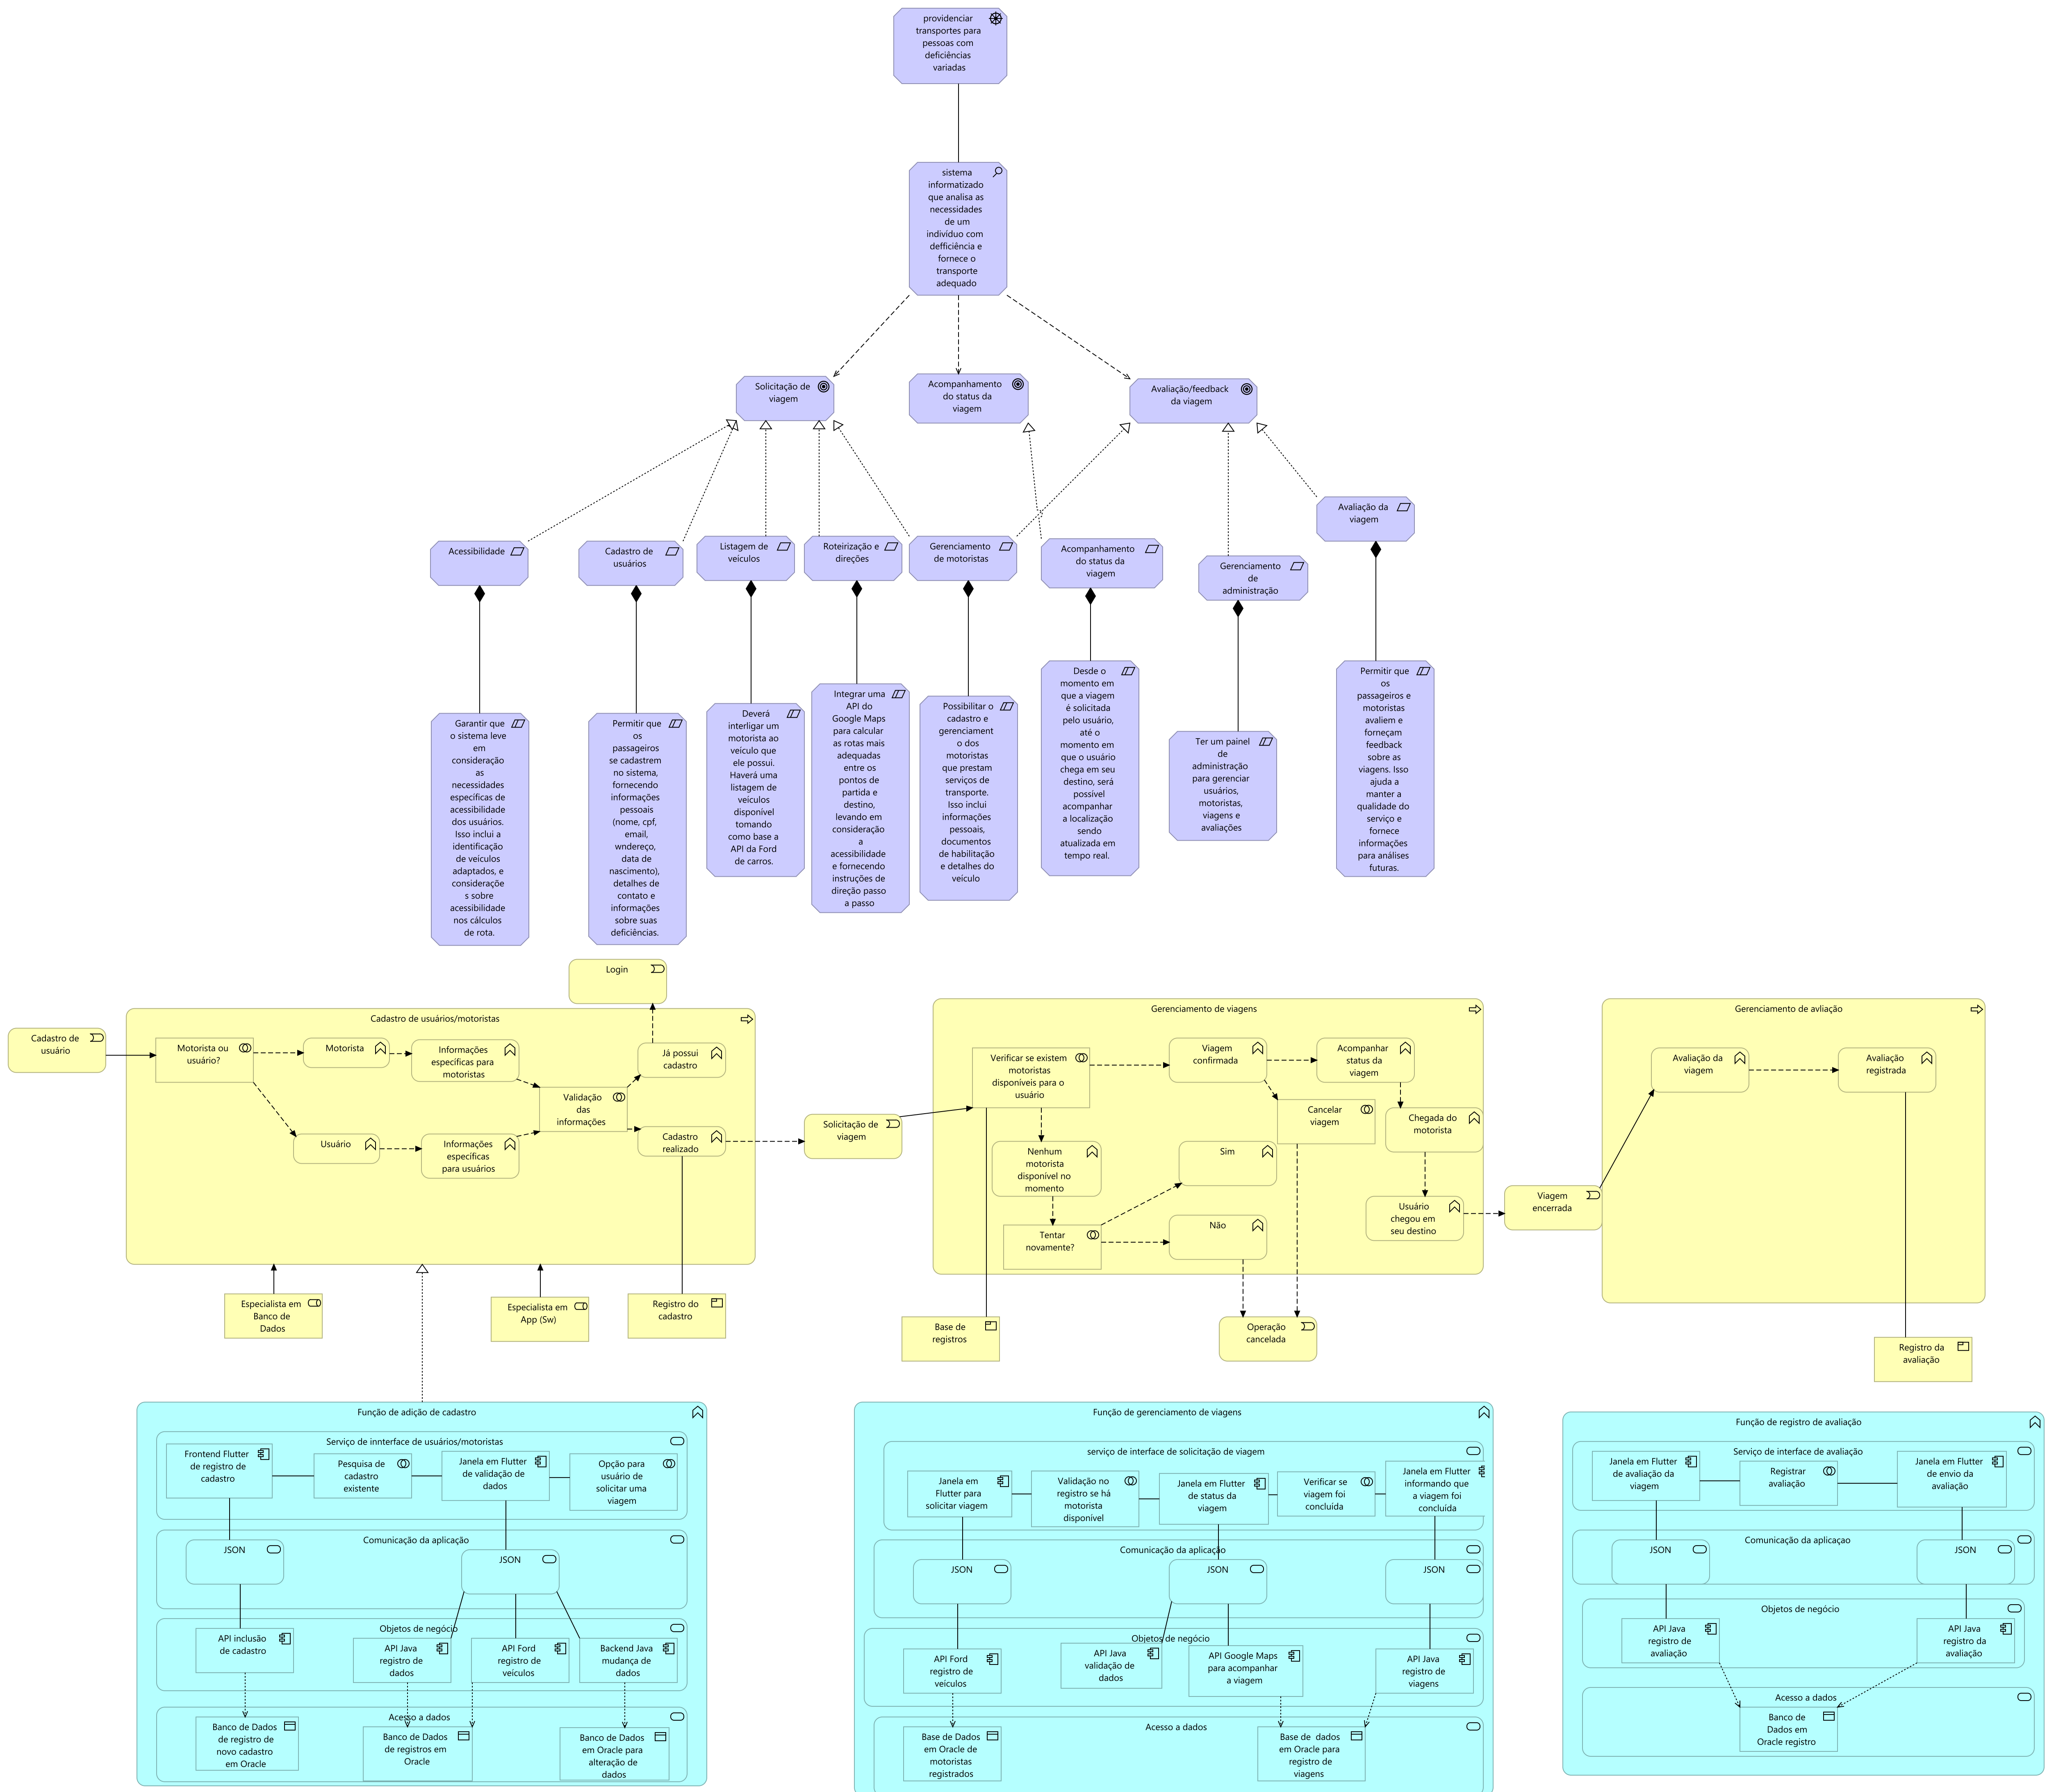 providenciar
transportes para
pessoas com
deficiências
variadas
sistema
informatizado
que analisa as
necessidades
de um
indivíduo com
defficiência e
fornece o
transporte
adequado
Solicitação de
viagem
Acompanhamento
do status da
viagem
Avaliação/feedback
da viagem
Avaliação da
viagem
Acessibilidade
Cadastro de
usuários
Listagem de
veículos
Roteirização e
direções
Gerenciamento
de motoristas
Acompanhamento
do status da
viagem
Gerenciamento
de
administração
Garantir que
o sistema leve
em
consideração
as
necessidades
específicas de
acessibilidade
dos usuários.
Isso inclui a
identificação
de veículos
adaptados, e
consideraçõe
s sobre
acessibilidade
nos cálculos
de rota.
Permitir que
os
passageiros
se cadastrem
no sistema,
fornecendo
informações
pessoais
(nome, cpf,
email,
wndereço,
data de
nascimento),
detalhes de
contato e
informações
sobre suas
deficiências.
Deverá
interligar um
motorista ao
veículo que
ele possui.
Haverá uma
listagem de
veículos
disponível
tomando
como base a
API da Ford
de carros.
Integrar uma
API do
Google Maps
para calcular
as rotas mais
adequadas
entre os
pontos de
partida e
destino,
levando em
consideração
a
acessibilidade
e fornecendo
instruções de
direção passo
a passo
Possibilitar o
cadastro e
gerenciament
o dos
motoristas
que prestam
serviços de
transporte.
Isso inclui
informações
pessoais,
documentos
de habilitação
e detalhes do
veículo
Desde o
momento em
que a viagem
é solicitada
pelo usuário,
até o
momento em
que o usuário
chega em seu
destino, será
possível
acompanhar
a localização
sendo
atualizada em
tempo real.
Ter um painel
de
administração
para gerenciar
usuários,
motoristas,
viagens e
avaliações
Permitir que
os
passageiros e
motoristas
avaliem e
forneçam
feedback
sobre as
viagens. Isso
ajuda a
manter a
qualidade do
serviço e
fornece
informações
para análises
futuras.
Login
Cadastro de
usuário
Cadastro de usuários/motoristas
Motorista ou
usuário?
Motorista
Informações
específicas para
motoristas
Já possui
cadastro
Validação
das
informações
Usuário
Informações
específicas
para usuários
Cadastro
realizado
Especialista em
Banco de
Dados
Especialista em
App (Sw)
Registro do
cadastro
Solicitação de
viagem
Gerenciamento de viagens
Verificar se existem
motoristas
disponíveis para o
usuário
Viagem
confirmada
Acompanhar
status da
viagem
Cancelar
viagem
Chegada do
motorista
Nenhum
motorista
disponível no
momento
Sim
Tentar
novamente?
Não
Usuário
chegou em
seu destino
Base de
registros
Operação
cancelada
Viagem
encerrada
Gerenciamento de avliação
Avaliação da
viagem
Avaliação
registrada
Registro da
avaliação
Função de adição de cadastro
Serviço de innterface de usuários/motoristas
Frontend Flutter
de registro de
cadastro
Pesquisa de
cadastro
existente
Janela em Flutter
de validação de
dados
Opção para
usuário de
solicitar uma
viagem
Comunicação da aplicação
JSON
JSON
Objetos de negócio
API inclusão
de cadastro
API Java
registro de
dados
API Ford
registro de
veículos
Backend Java
mudança de
dados
Acesso a dados
Banco de Dados
de registro de
novo cadastro
em Oracle
Banco de Dados
de registros em
Oracle
Banco de Dados
em Oracle para
alteração de
dados
Função de gerenciamento de viagens
serviço de interface de solicitação de viagem
Janela em
Flutter para
solicitar viagem
Validação no
registro se há
motorista
disponível
Janela em Flutter
de status da
viagem
Verificar se
viagem foi
concluída
Janela em Flutter
informando que
a viagem foi
concluída
Comunicação da aplicação
JSON
JSON
JSON
Objetos de negócio
API Ford
registro de
veículos
API Java
validação de
dados
API Google Maps
para acompanhar
a viagem
API Java
registro de
viagens
Acesso a dados
Base de Dados
em Oracle de
motoristas
registrados
Base de  dados
em Oracle para
registro de
viagens
Função de registro de avaliação
Serviço de interface de avaliação
Janela em Flutter
de avaliação da
viagem
Registrar
avaliação
Janela em Flutter
de envio da
avaliação
Comunicação da aplicaçao
JSON
JSON
Objetos de negócio
API Java
registro de
avaliação
API Java
registro da
avaliação
Acesso a dados
Banco de
Dados em
Oracle registro